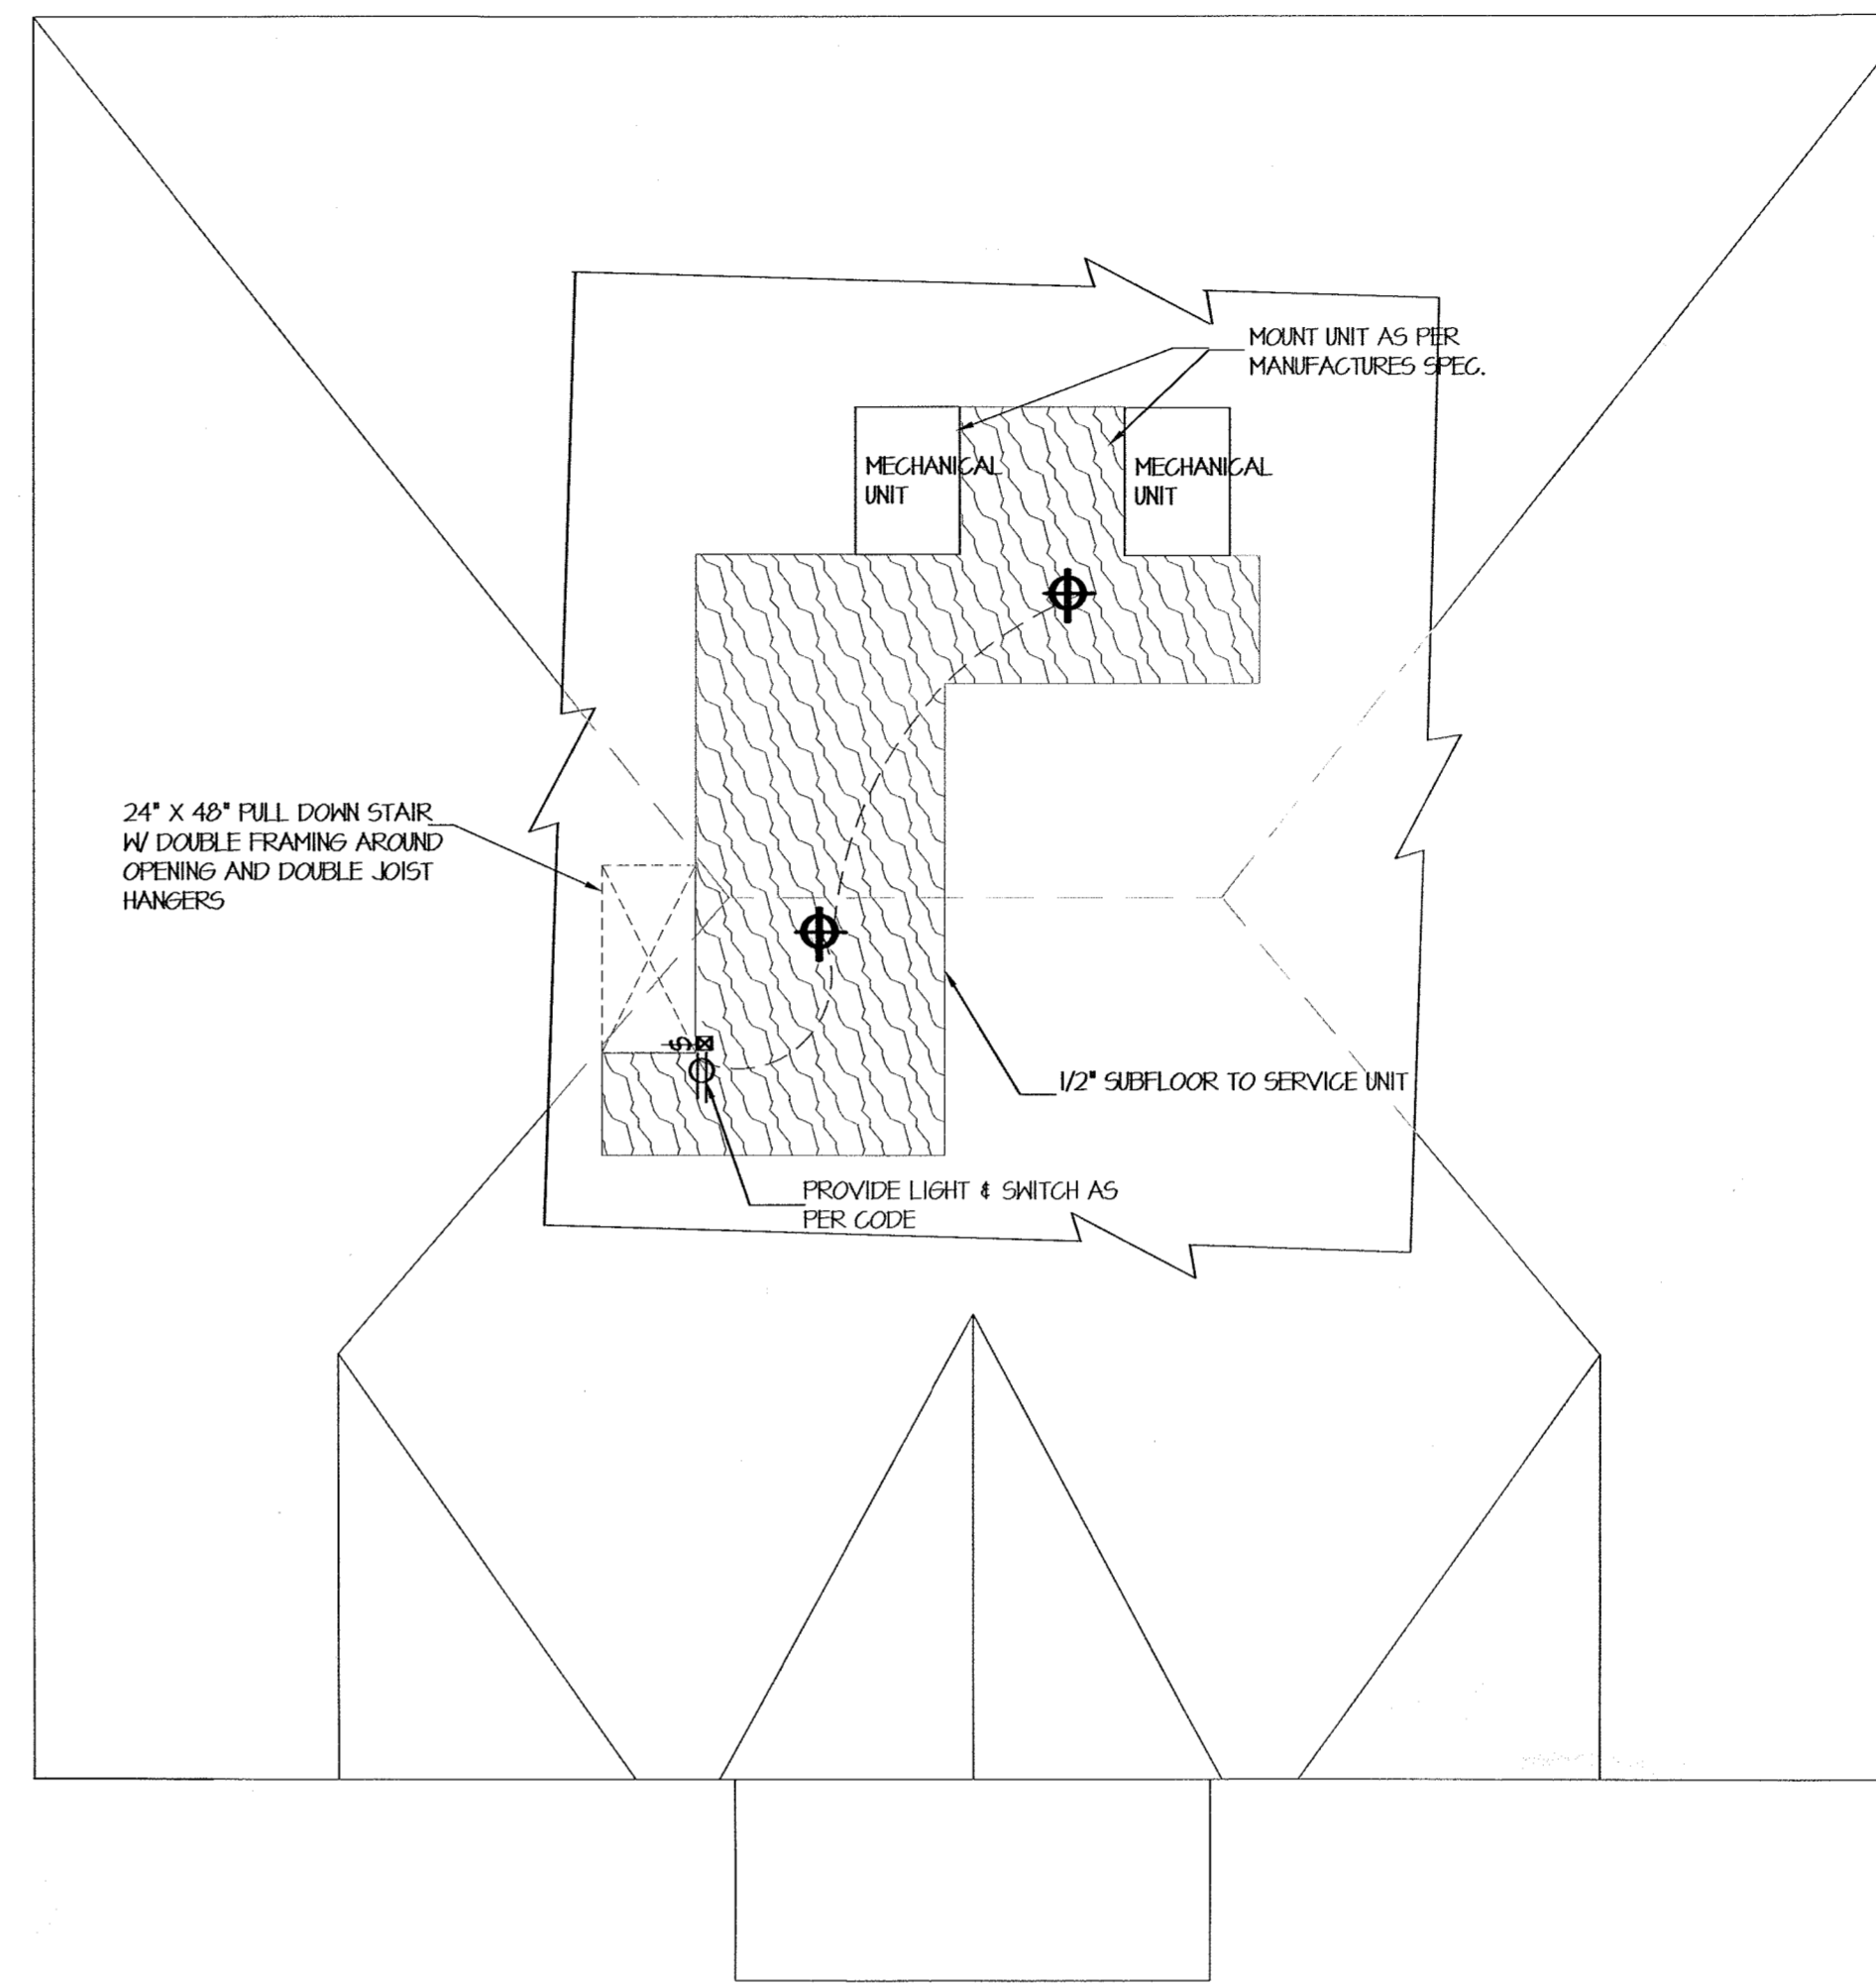 MOUNT UNIT AS PER
MANUFACTURES SPEC.
MECHANICAL
UNIT
MECHANICAL
UNIT
24" X 48" PULL DOWN STAIR
W/ DOUBLE FRAMING AROUND
OPENING AND DOUBLE JOIST
HANGERS
S
1/2" SUBFLOOR TO SERVICE UNIT
PROVIDE LIGHT & SWITCH AS
PER CODE